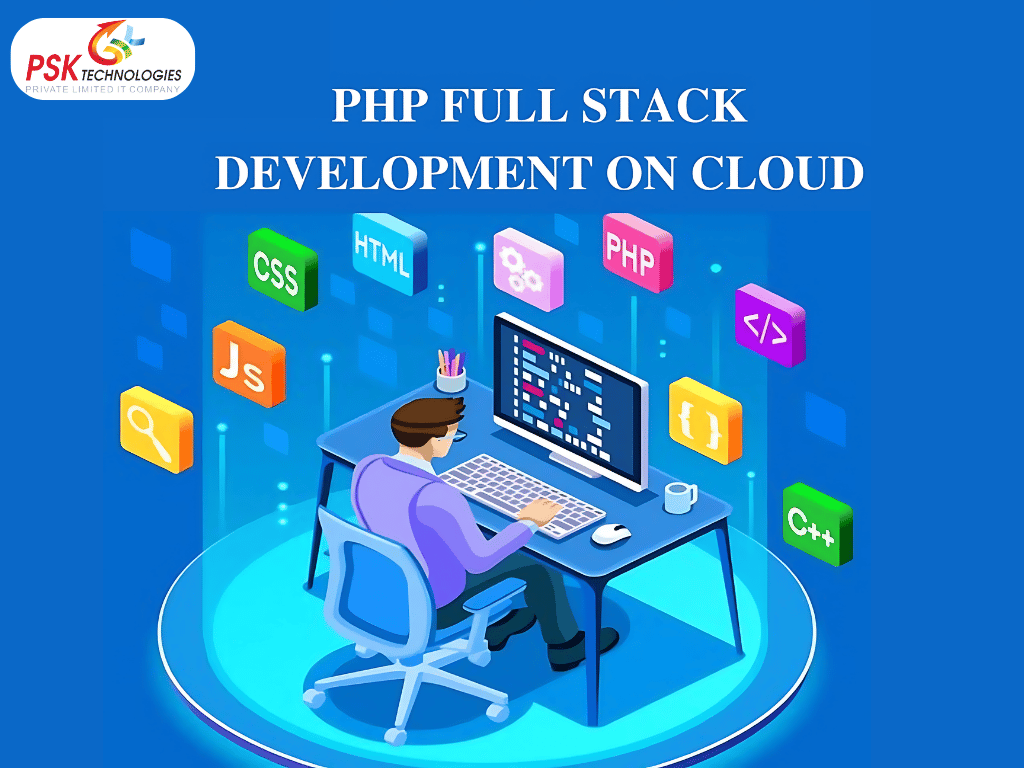 PSK TECHNOLOGIES
PRIVATE LIMITED IT COMPANY
PHP FULL STACK
DEVELOPMENT ON CLOUD
HTML
PHP
CSS
</>
Js
{ }
C++